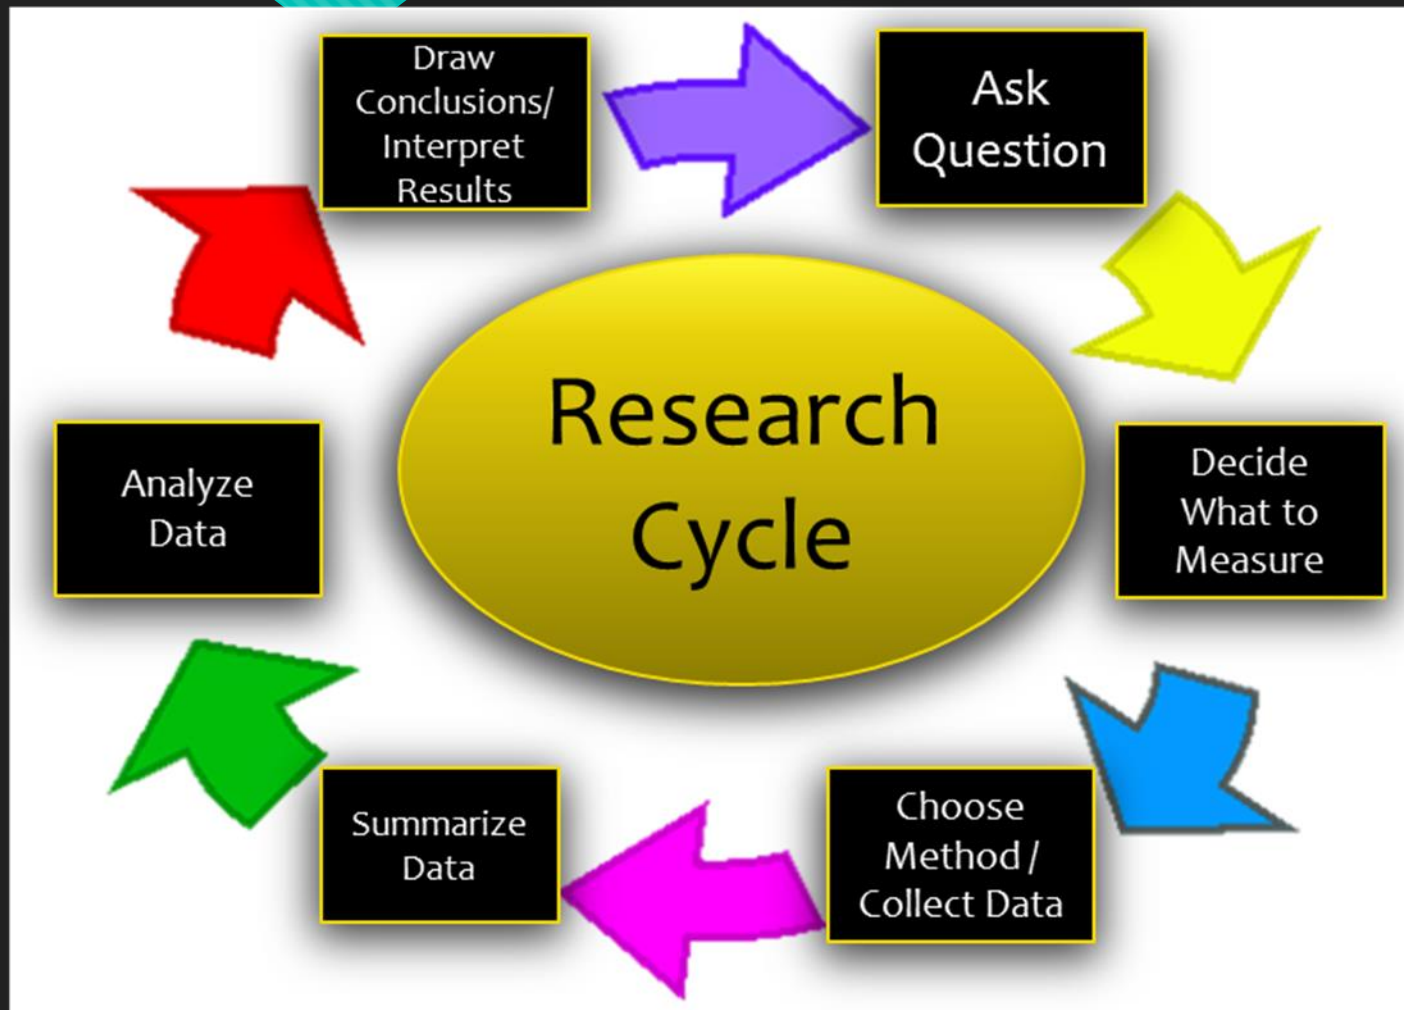 Draw
Conclusions/
Interpret
Results
Ask
Question
Research
Cycle
Analyze
Data
Decide
What to
Measure
Summarize
Data
Choose
Method /
Collect Data